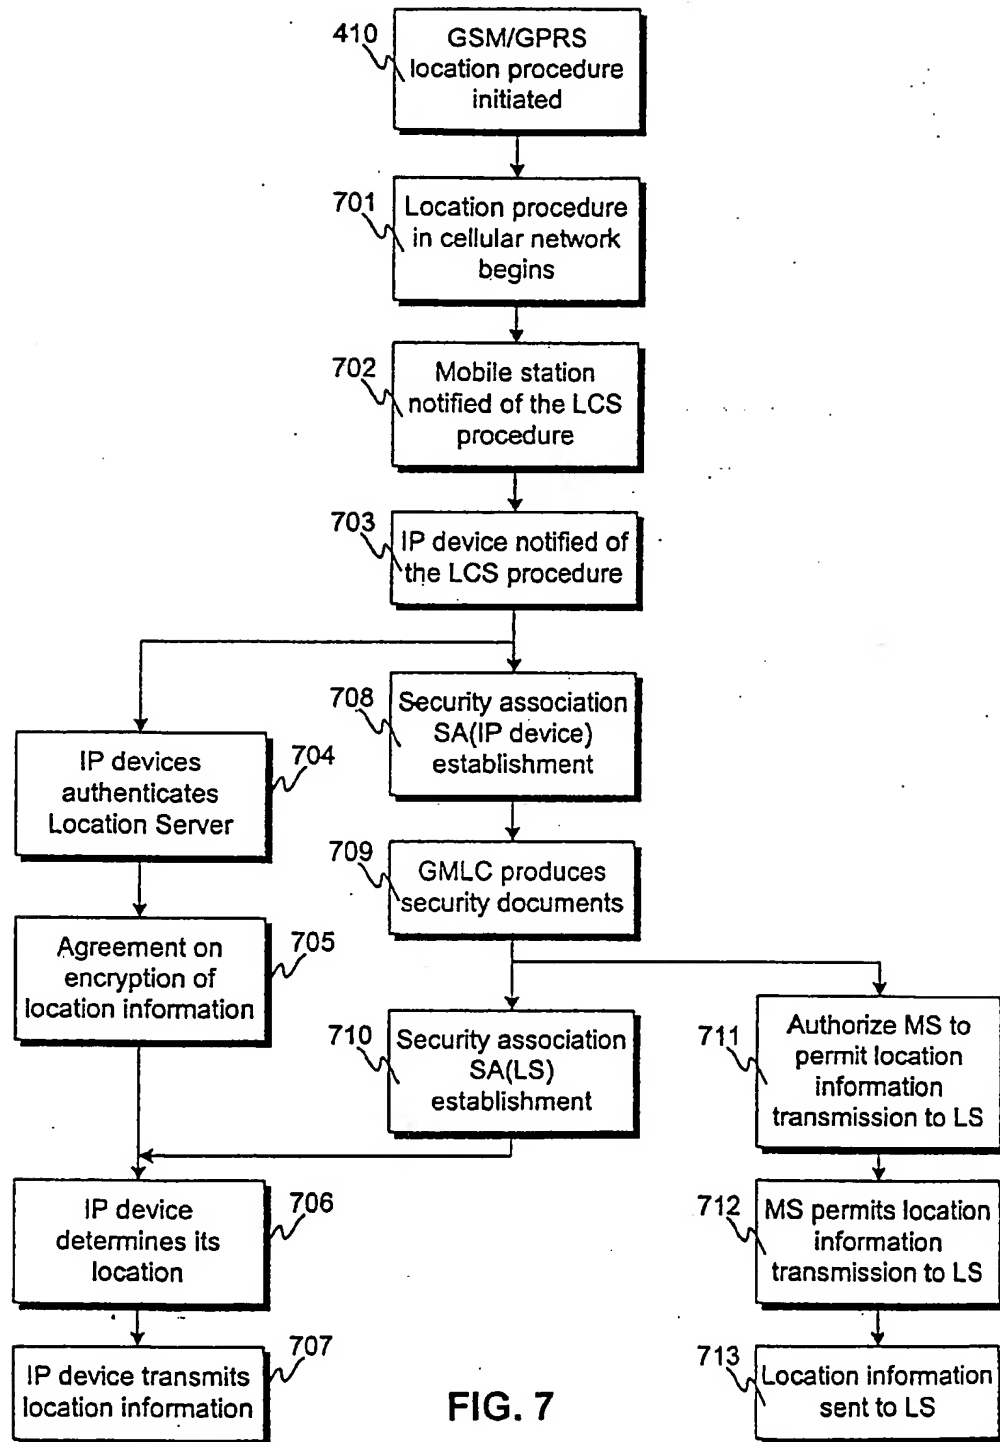 410
GSM/GPRS
location procedure
initiated
701
Location procedure
in cellular network
begins
702
Mobile station
notified of the LCS
procedure
703
IP device notified of
the LCS procedure
708
Security association
SA(IP device)
establishment
704
IP devices
authenticates
Location Server
709
GMLC produces
security documents
705
Agreement on
encryption of
location information
710
Security association
SA(LS)
establishment
711
Authorize MS to
permit location
information
transmission to LS
706
IP device
determines its
location
712
MS permits location
information
transmission to LS
707
IP device transmits
location information
713
Location information
sent to LS
FIG. 7